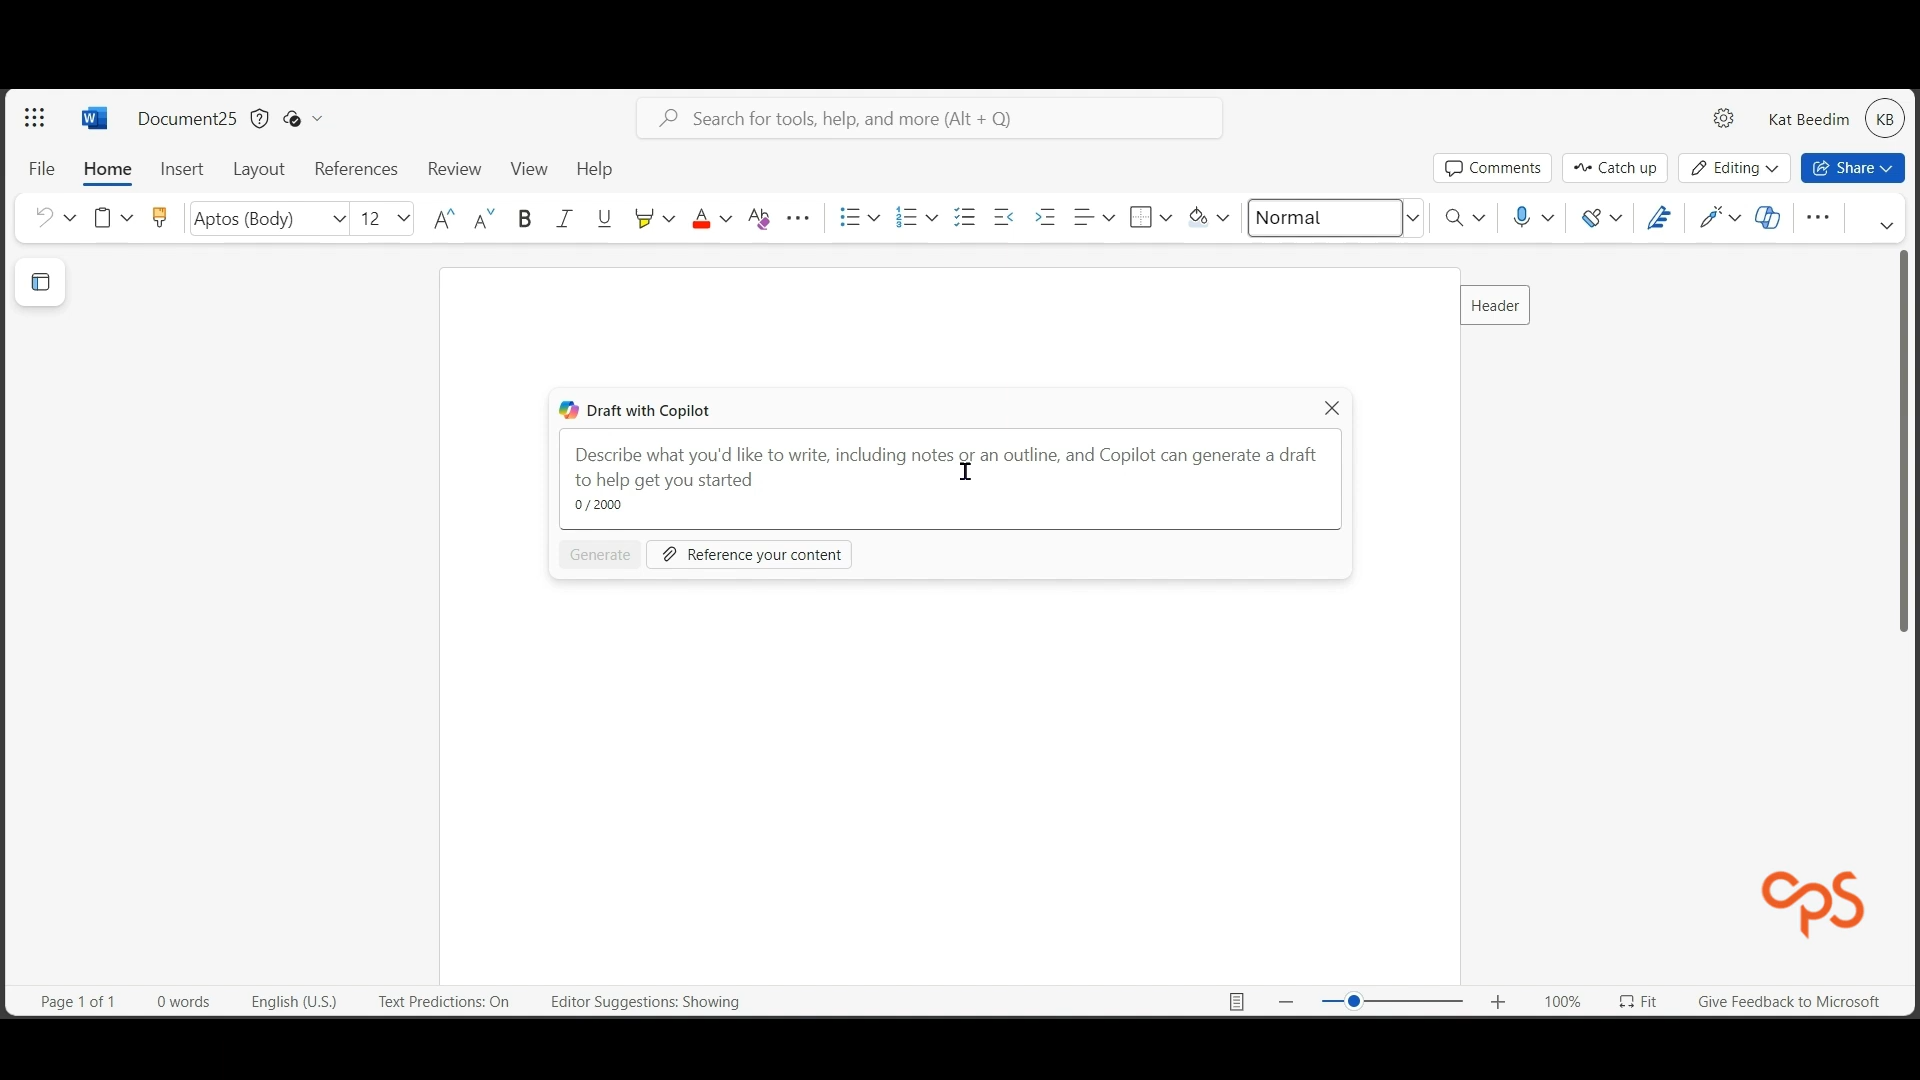 Document25
Search for tools, help, and more (Alt + Q)
Kat Beedim
KB
File Home Insert Layout References Review View Help
Comments Catch up Editing Share
Aptos (Body) 12 Normal
Header
Draft with Copilot
Describe what you'd like to write, including notes or an outline, and Copilot can generate a draft
to help get you started
0 / 2000
Generate Reference your content
cps
Page 1 of 1 0 words English (U.S.) Text Predictions: On Editor Suggestions: Showing 100% Fit Give Feedback to Microsoft